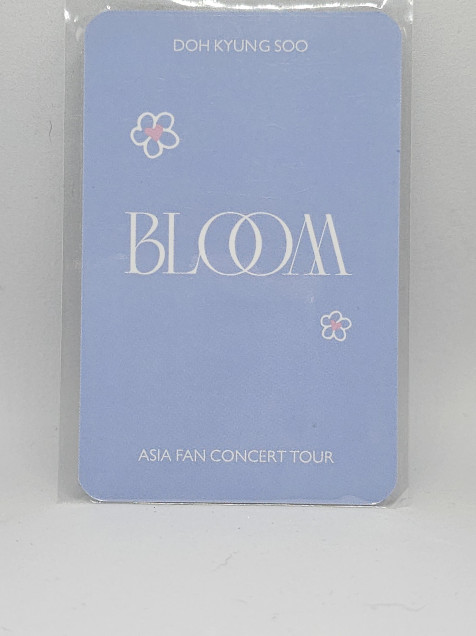 DOH KYUNG SOO
BLOOM
ASIA FAN CONCERT TOUR